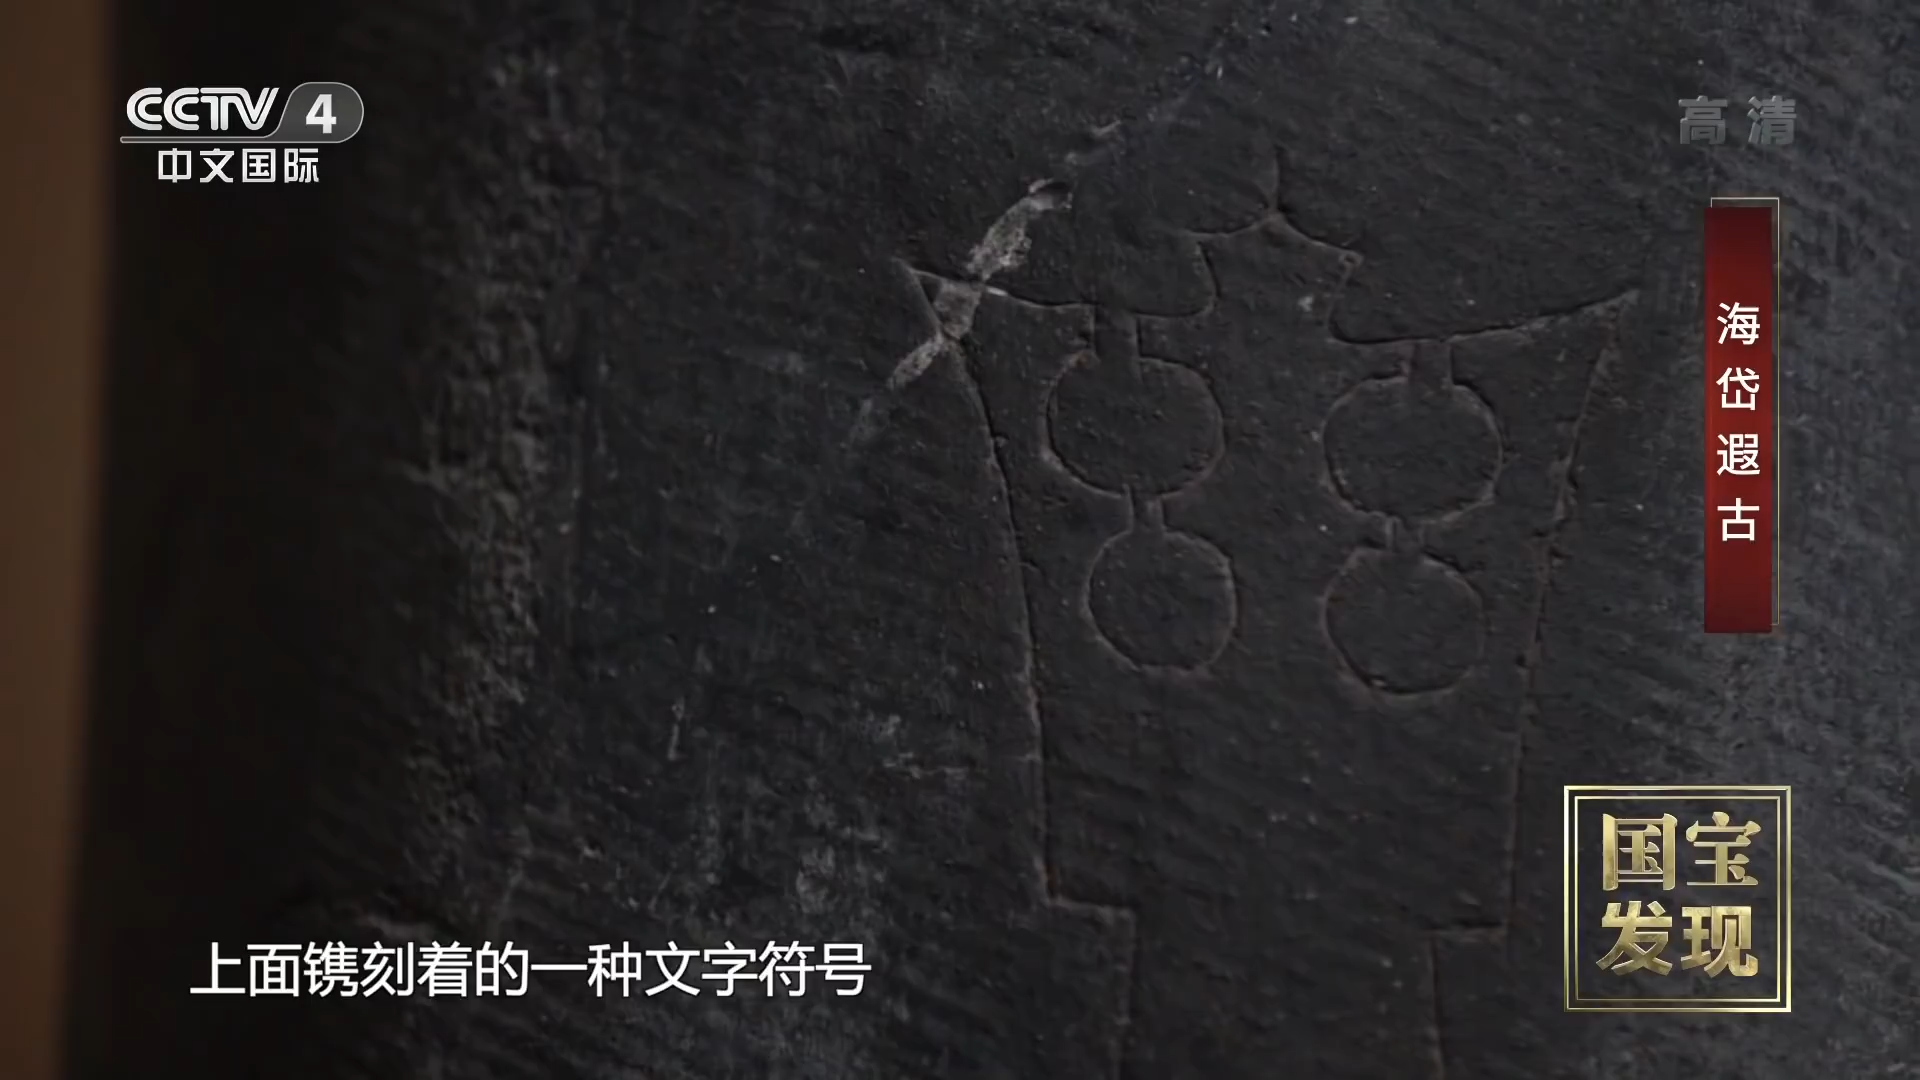 CCTV 4
中文国际
高清
海岱遐古
国宝
发现
上面镌刻着的一种文字符号